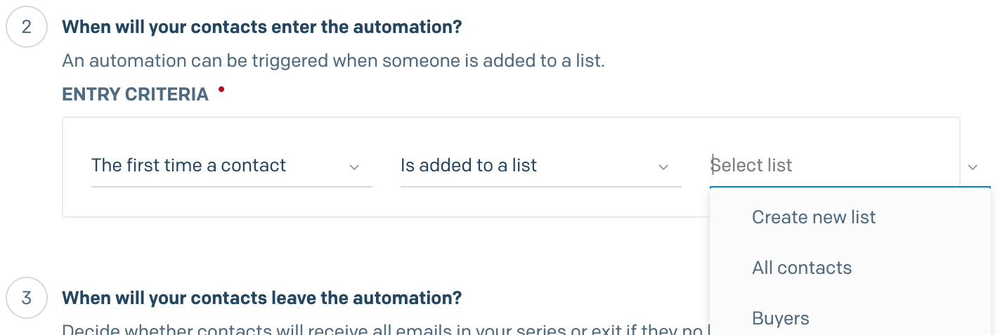 2
When will your contacts enter the automation?
An automation can be triggered when someone is added to a list.
ENTRY CRITERIA
The first time a contact
Is added to a list
Select list
Create new list
All contacts
Buyers
3
When will your contacts leave the automation?
Decide whether contacts will receive all emails in your series or exit if they no